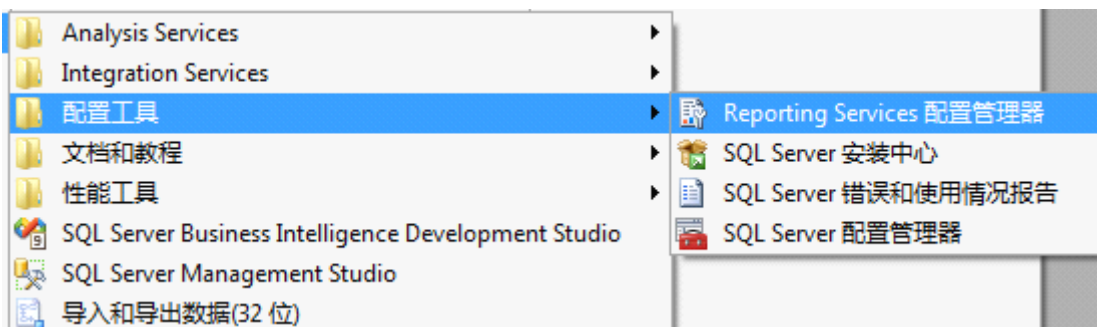 Analysis Services
Integration Services
配置工具
文档和教程
性能工具
SQL Server Business Intelligence Development Studio
SQL Server Management Studio
导入和导出数据(32 位)
Reporting Services 配置管理器
SQL Server 安装中心
SQL Server 错误和使用情况报告
SQL Server 配置管理器